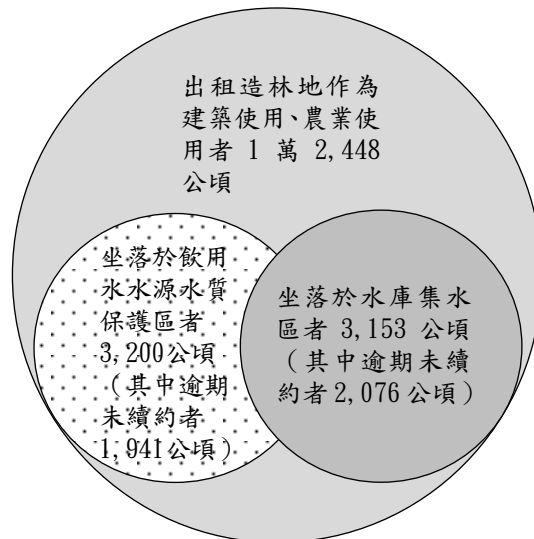 出租造林地作為
建築使用、農業使
用者 1 萬 2,448
公頃
坐落於飲用
水水源水質
保護區者
3,200公頃
（其中逾期
未續約者
1,941公頃）
坐落於水庫集水
區者 3,153 公頃
（其中逾期未續
約者2,076公頃）